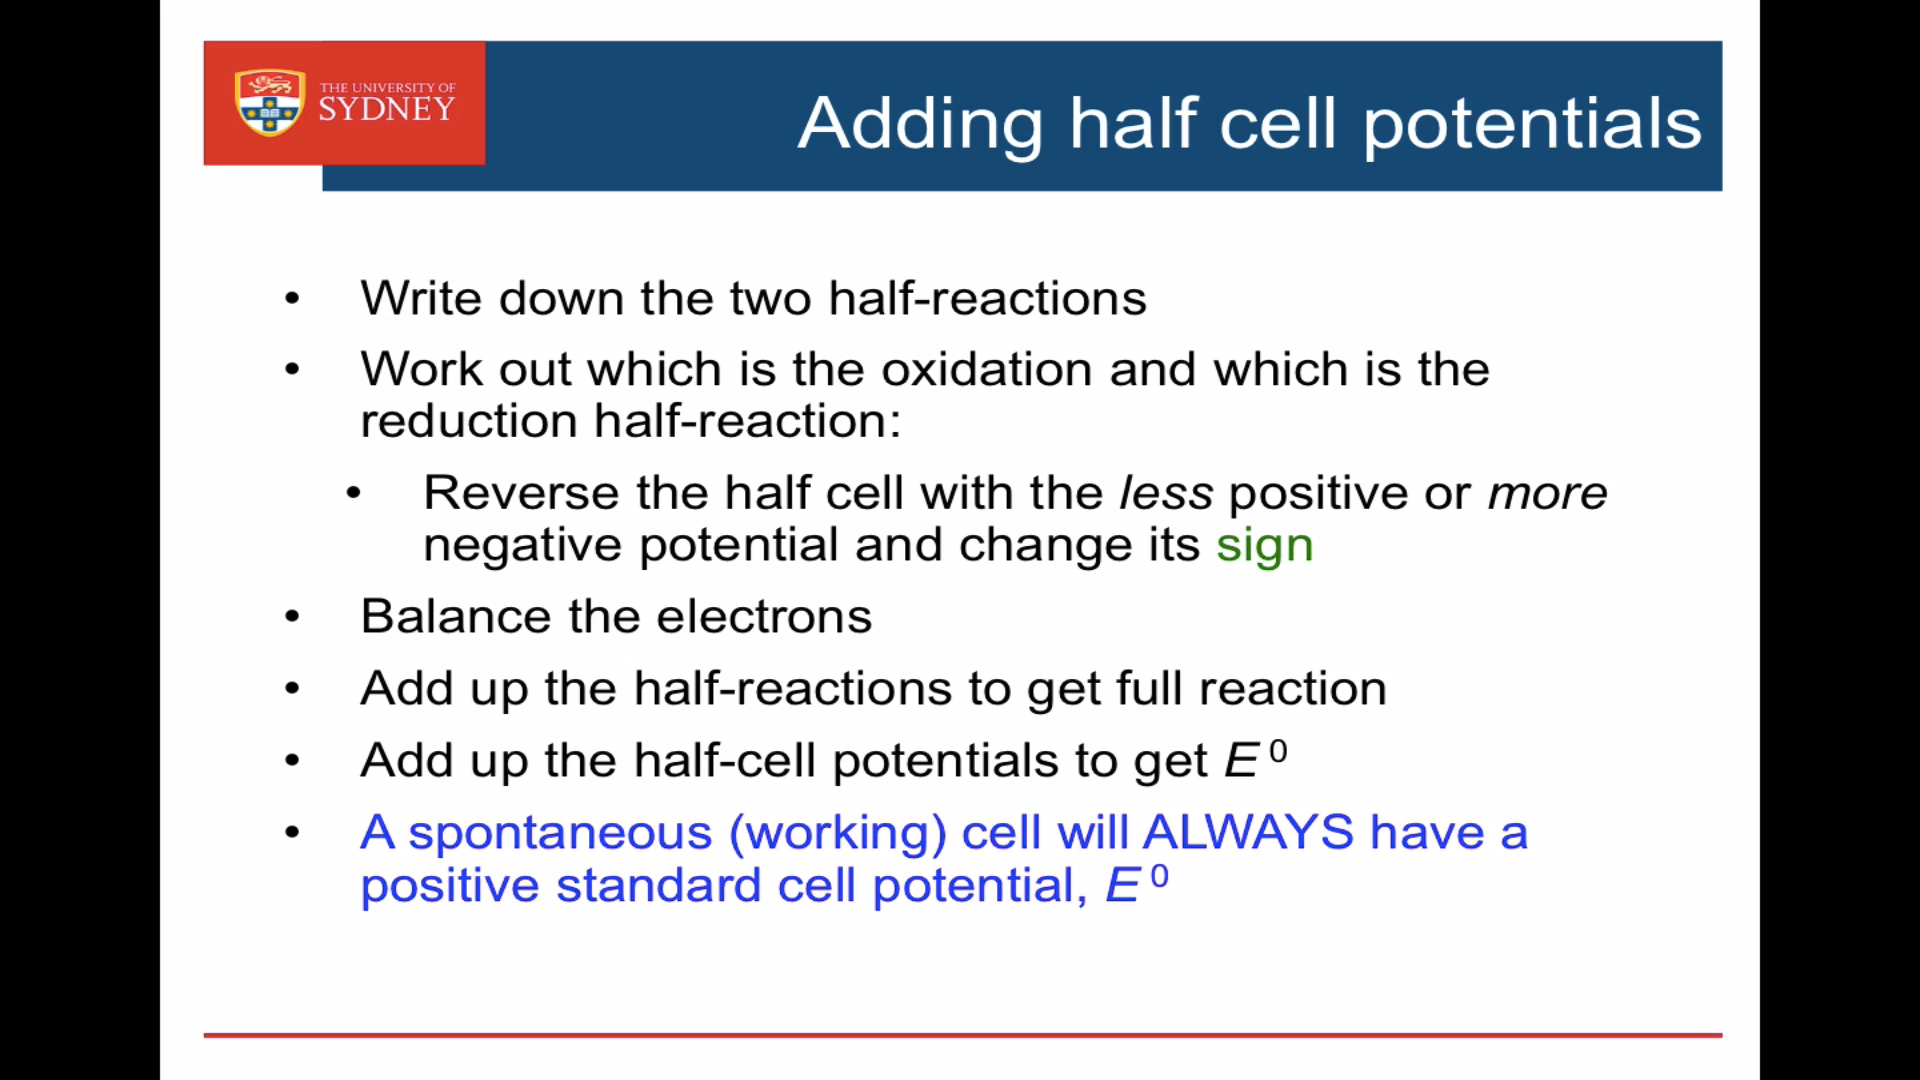 THE UNIVERSITY OF
SYDNEY
Adding half cell potentials
• Write down the two half-reactions
• Work out which is the oxidation and which is the
reduction half-reaction:
• Reverse the half cell with the less positive or more
negative potential and change its sign
• Balance the electrons
• Add up the half-reactions to get full reaction
• Add up the half-cell potentials to get E⁰
• A spontaneous (working) cell will ALWAYS have a
positive standard cell potential, E⁰